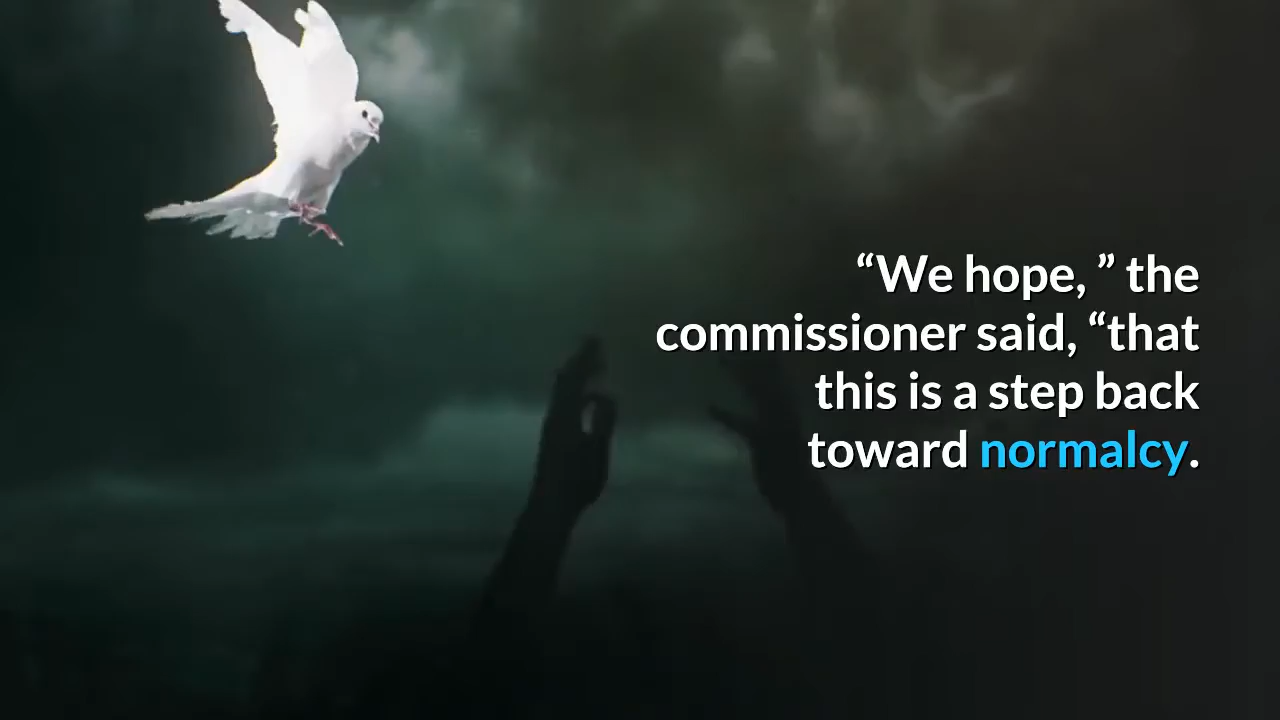 “We hope, ” the
commissioner said, “that
this is a step back
toward normalcy.